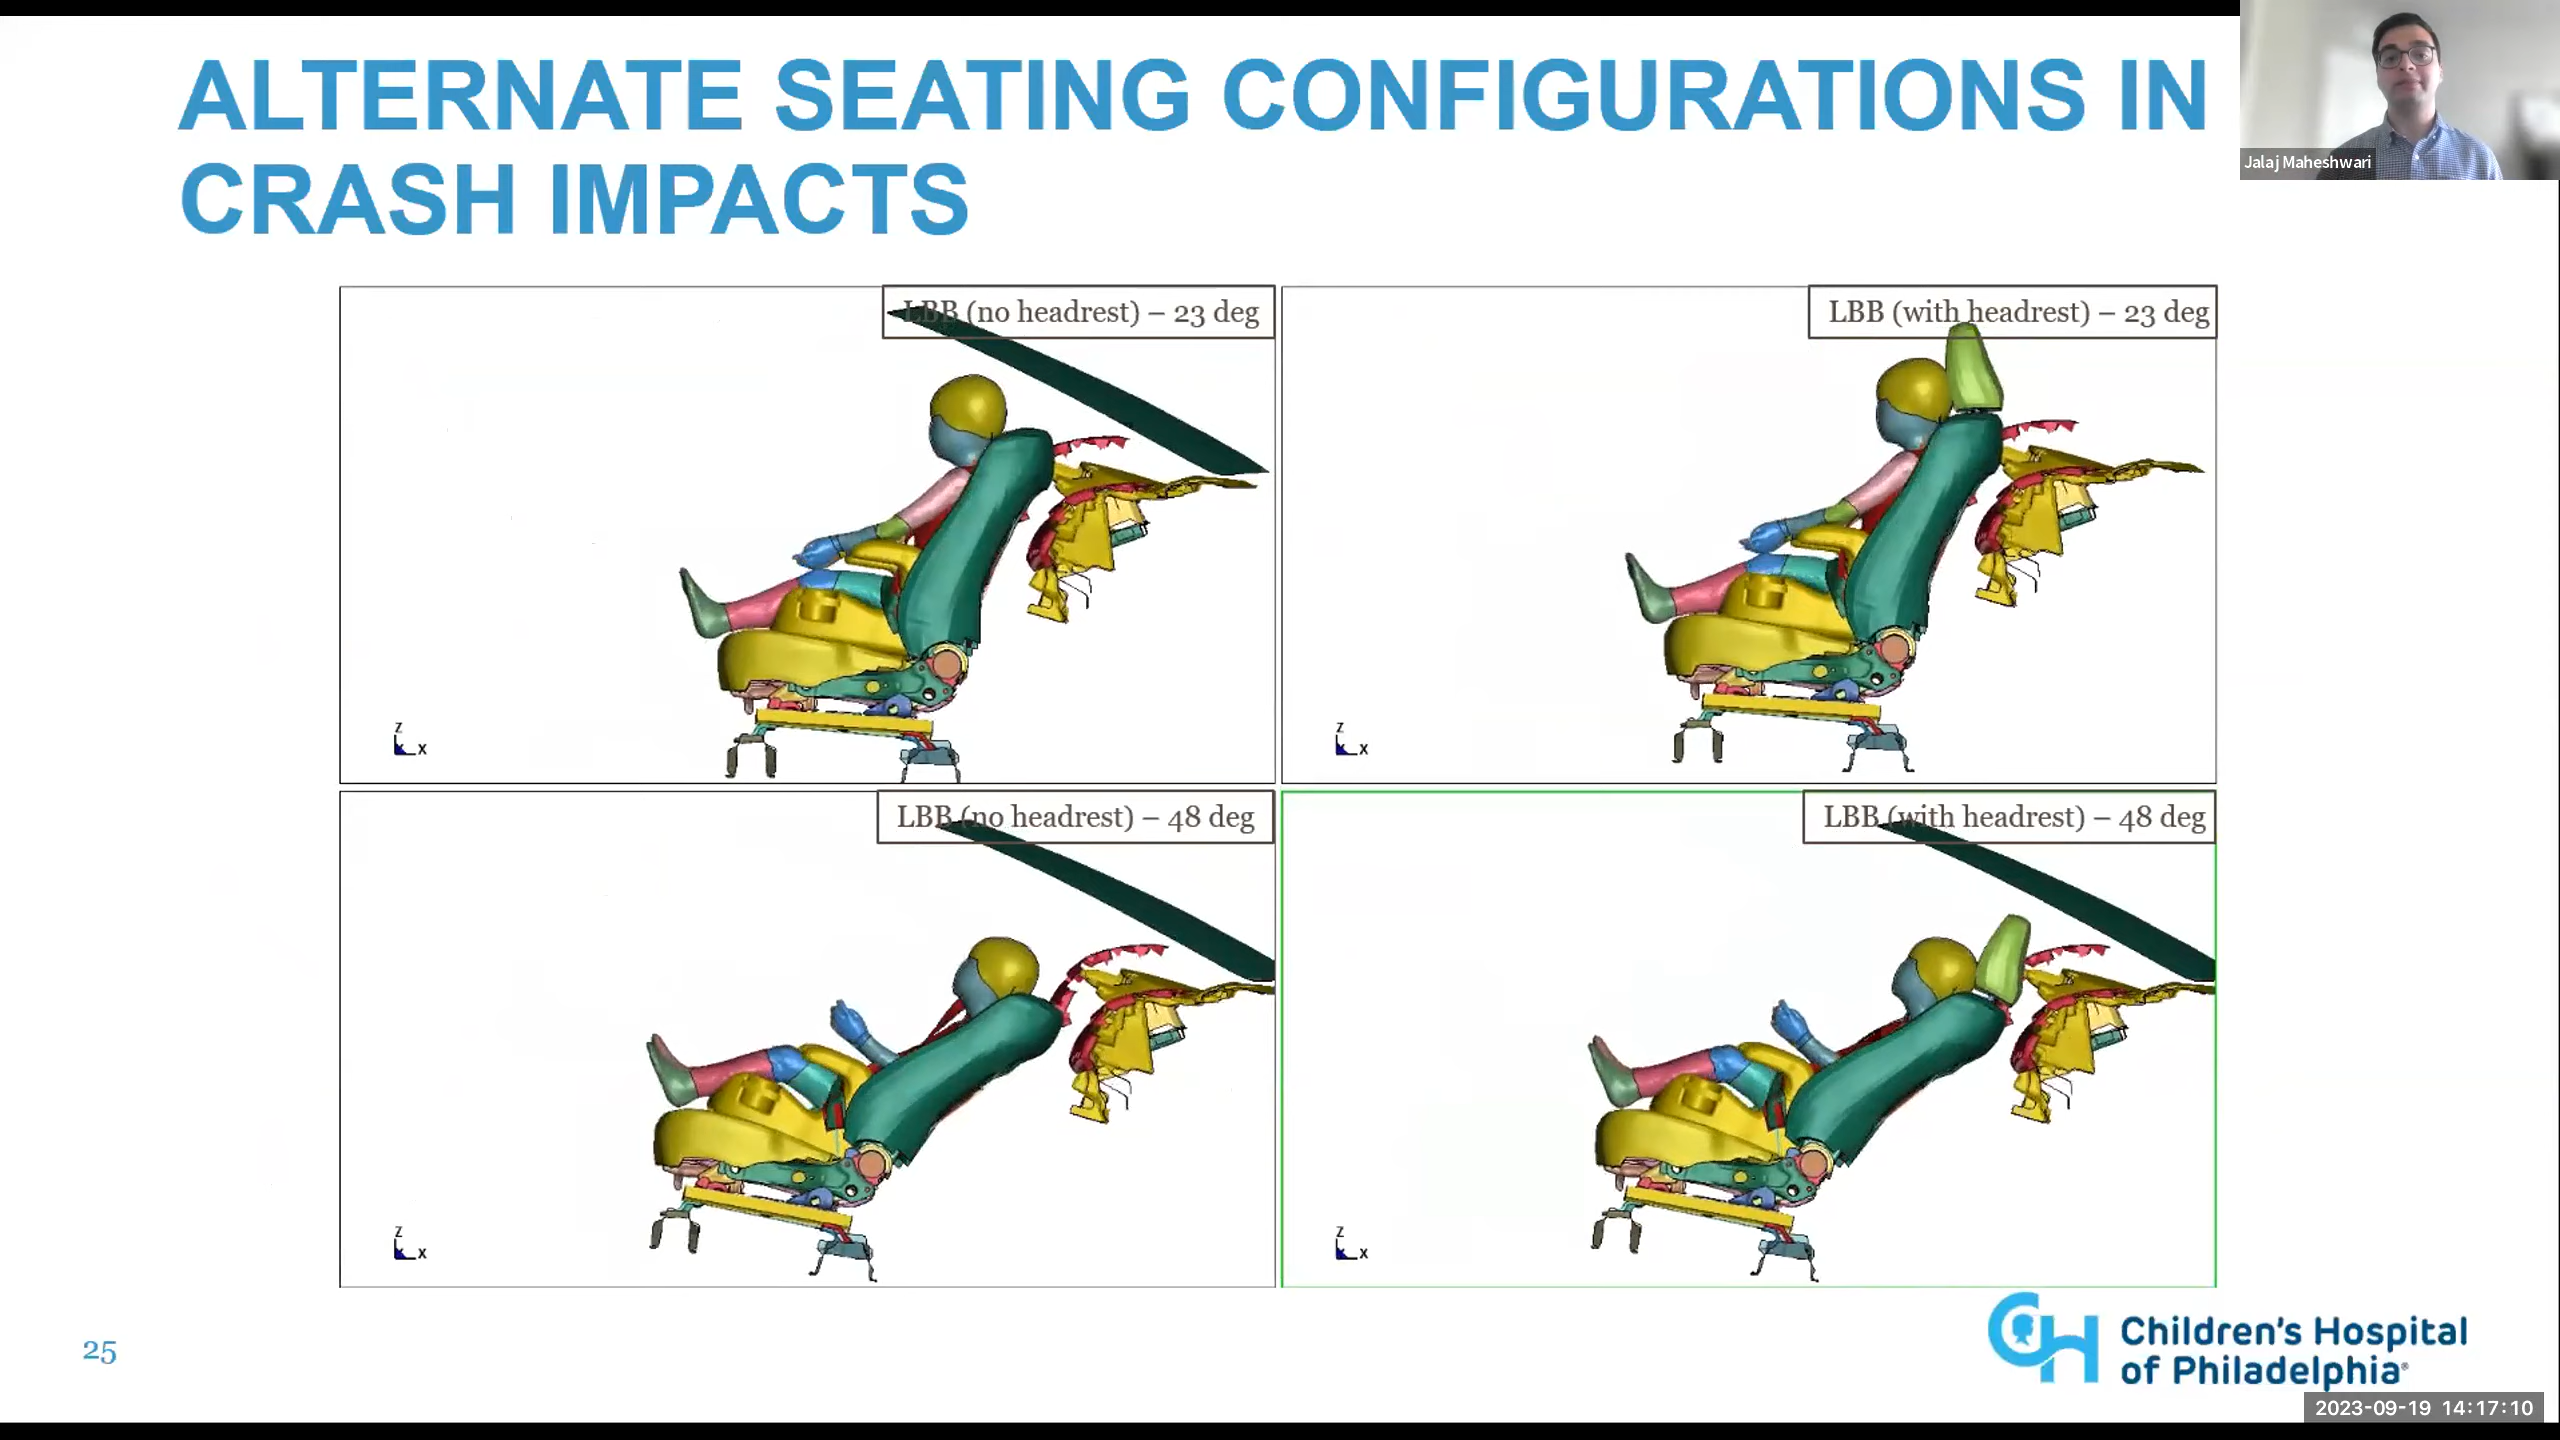 ALTERNATE SEATING CONFIGURATIONS IN
CRASH IMPACTS
Jalaj Maheshwari
LBB (no headrest) – 23 deg
LBB (with headrest) – 23 deg
Z
X
Z
X
LBB (no headrest) – 48 deg
LBB (with headrest) – 48 deg
Z
X
Z
X
25
CH
Children's Hospital
of Philadelphia®
2023-09-19 14:17:10